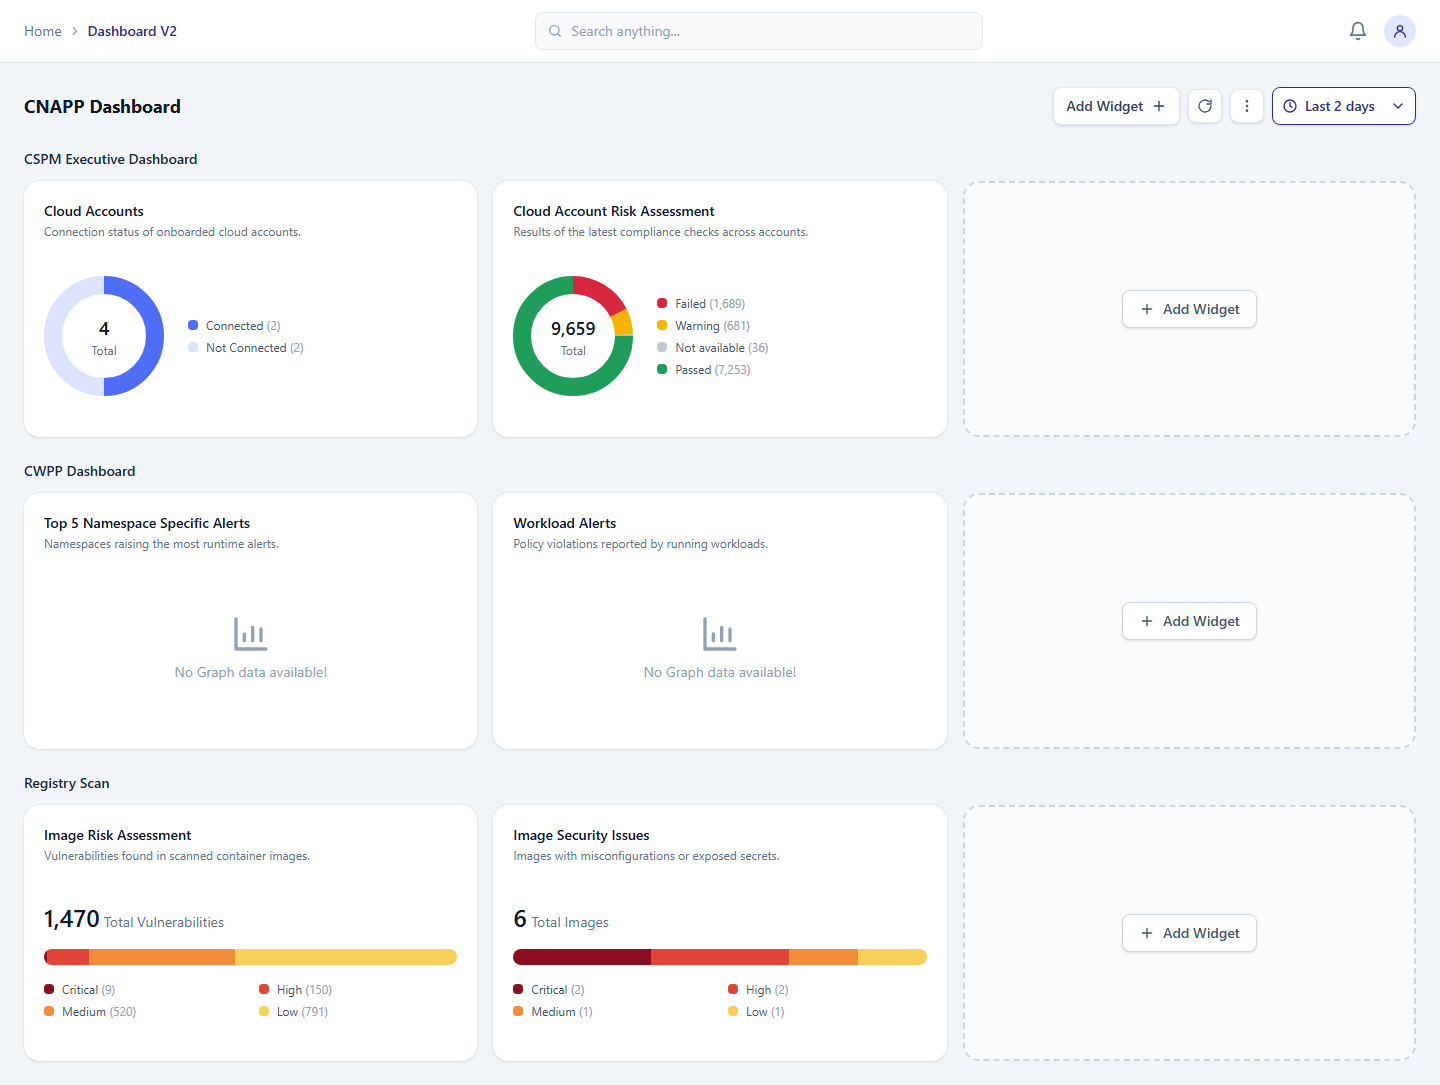 Home > Dashboard V2
Search anything...
CNAPP Dashboard
Add Widget +
Last 2 days
CSPM Executive Dashboard
Cloud Accounts
Connection status of onboarded cloud accounts.
4
Total
Connected (2)
Not Connected (2)
Cloud Account Risk Assessment
Results of the latest compliance checks across accounts.
9,659
Total
Failed (1,689)
Warning (681)
Not available (36)
Passed (7,253)
+ Add Widget
CWPP Dashboard
Top 5 Namespace Specific Alerts
Namespaces raising the most runtime alerts.
No Graph data available!
Workload Alerts
Policy violations reported by running workloads.
No Graph data available!
+ Add Widget
Registry Scan
Image Risk Assessment
Vulnerabilities found in scanned container images.
1,470 Total Vulnerabilities
Critical (9)
High (150)
Medium (520)
Low (791)
Image Security Issues
Images with misconfigurations or exposed secrets.
6 Total Images
Critical (2)
High (2)
Medium (1)
Low (1)
+ Add Widget